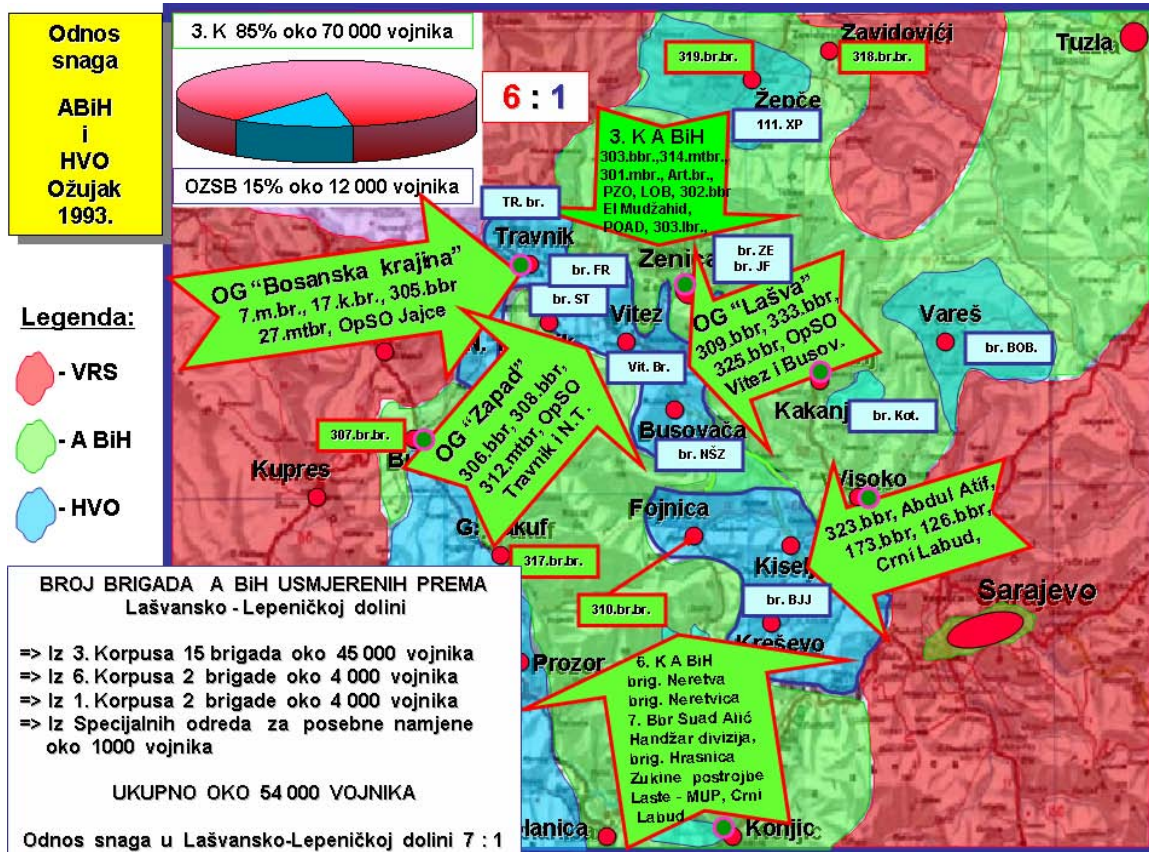 Odnos
snaga
ABiH
i
HVO
Ožujak
1993.
3. K 85% oko 70 000 vojnika
OZSB 15% oko 12 000 vojnika
6 : 1
Legenda:
- VRS
- A BiH
- HVO
319.br.br.
Zavidovići
318.br.br.
Tuzla
Žepče
111. XP
3. K A BiH
303.bbr.,314.mtbr.,
301.mbr., Art.br.,
PZO, LOB, 302.bbr
El Mudžahid,
POAD, 303.lbr.,
TR. br.
Travnik
br. FR
br. ST
OG "Bosanska krajina"
7.m.br., 17.k.br., 305.bbr
27.mtbr, OpSO Jajce
br. ZE
br. JF
OG "Lašva"
309.bbr, 333.bbr,
325.bbr, OpSO
Vitez i Busov.
Vitez
Vit. Br.
Vareš
br. BOB.
br. Kot.
Busovača
br. NŠZ
OG "Zapad"
306.bbr, 308.bbr,
312.mtbr, OpSO
Travnik i N.T.
307.br.br.
Kupres
317.br.br.
Fojnica
310.br.br.
br. BJJ
Kreševo
323.bbr, Abdul Atif,
173.bbr, 126.bbr,
Crni Labud,
Sarajevo
Prozor
6. K A BiH
brig. Neretva
brig. Neretvica
7. Bbr Suad Alić
Handžar divizija,
brig. Hrasnica
Zukine postrojbe
Laste - MUP, Crni
Labud
Konjic
BROJ BRIGADA A BiH USMJERENIH PREMA
Lašvansko - Lepeničkoj dolini
=> Iz 3. Korpusa 15 brigada oko 45 000 vojnika
=> Iz 6. Korpusa 2 brigade oko 4 000 vojnika
=> Iz 1. Korpusa 2 brigade oko 4 000 vojnika
=> Iz Specijalnih odreda za posebne namjene
oko 1000 vojnika
UKUPNO OKO 54 000 VOJNIKA
Odnos snaga u Lašvansko-Lepeničkoj dolini 7 : 1